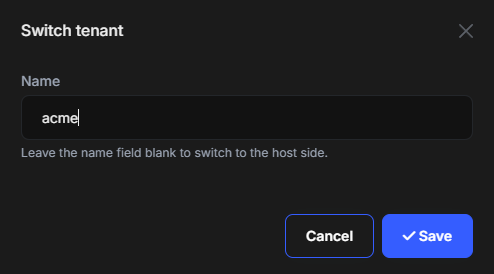 Switch tenant
Name
acme
Leave the name field blank to switch to the host side.
Cancel
Save